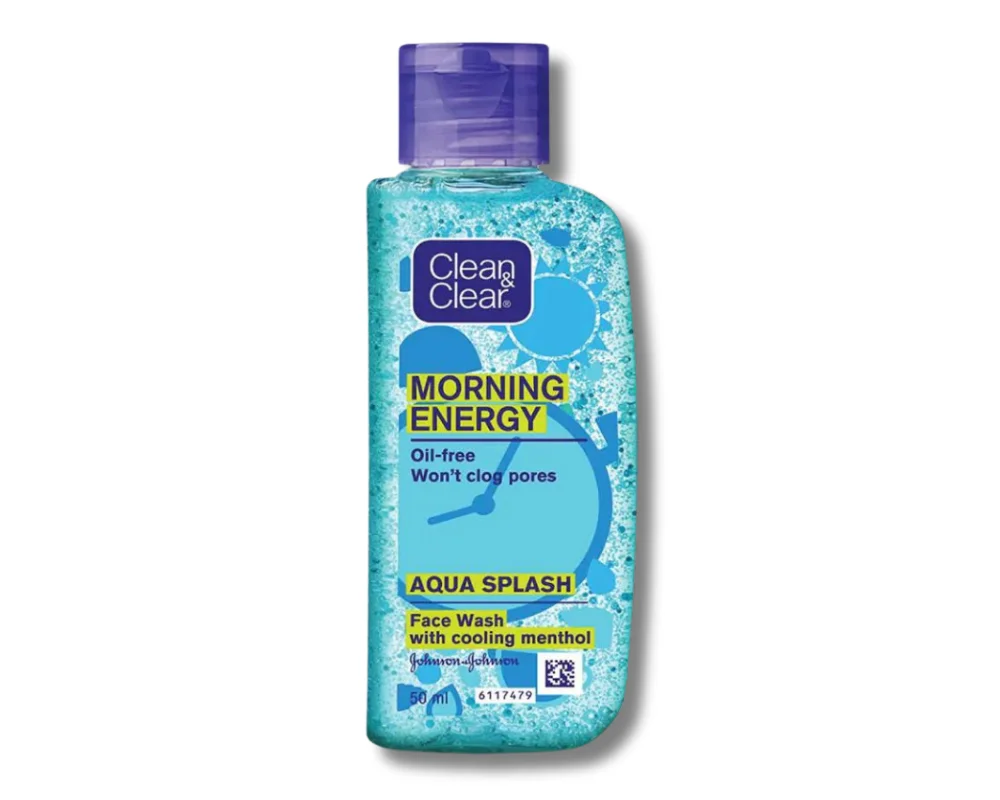 Clean
&
Clear®
MORNING
ENERGY
Oil-free
Won't clog pores
AQUA SPLASH
Face Wash
with cooling menthol
Johnson & Johnson
50 ml
6117479